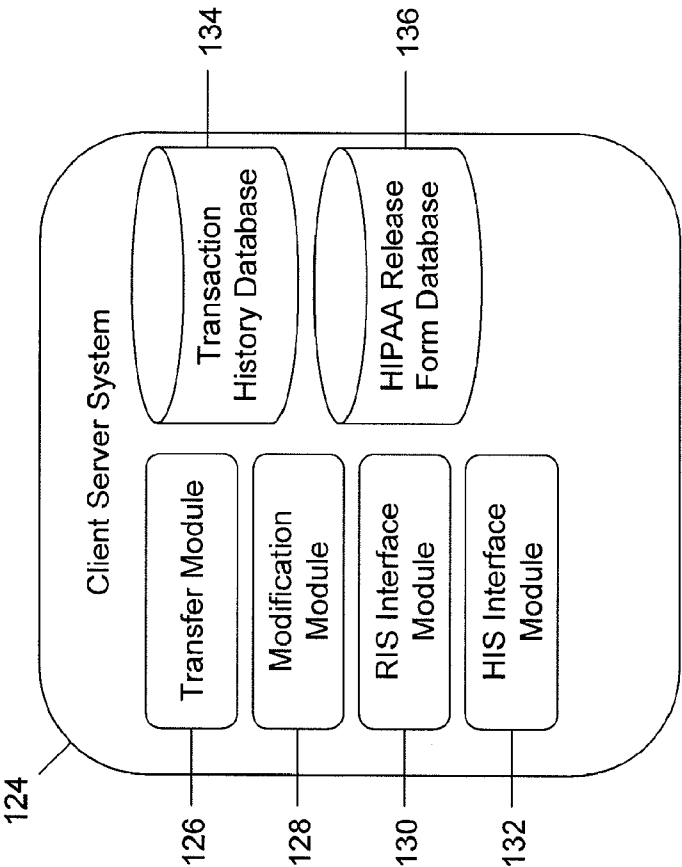 124
Client Server System
126
Transfer Module
128
Modification
Module
130
RIS Interface
Module
132
HIS Interface
Module
Transaction
History Database
134
HIPAA Release
Form Database
136